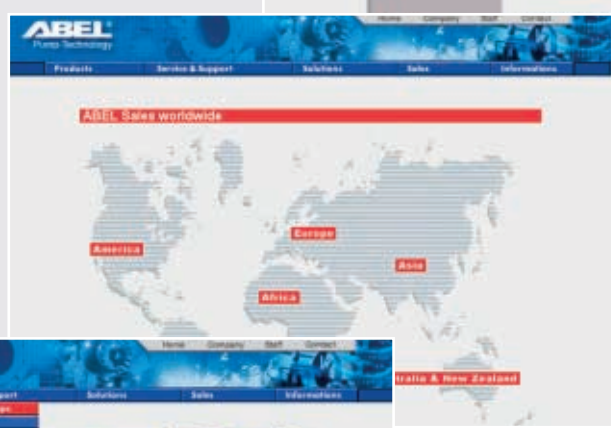 Home Company Staff Contact
ABEL®
Pump Technology
Products Service & Support Solutions Sales Informations
ABEL Sales worldwide
Europe
America
Asia
Africa
Home Company Staff Contact
tralia & New Zealand
port Solutions Sales Informations